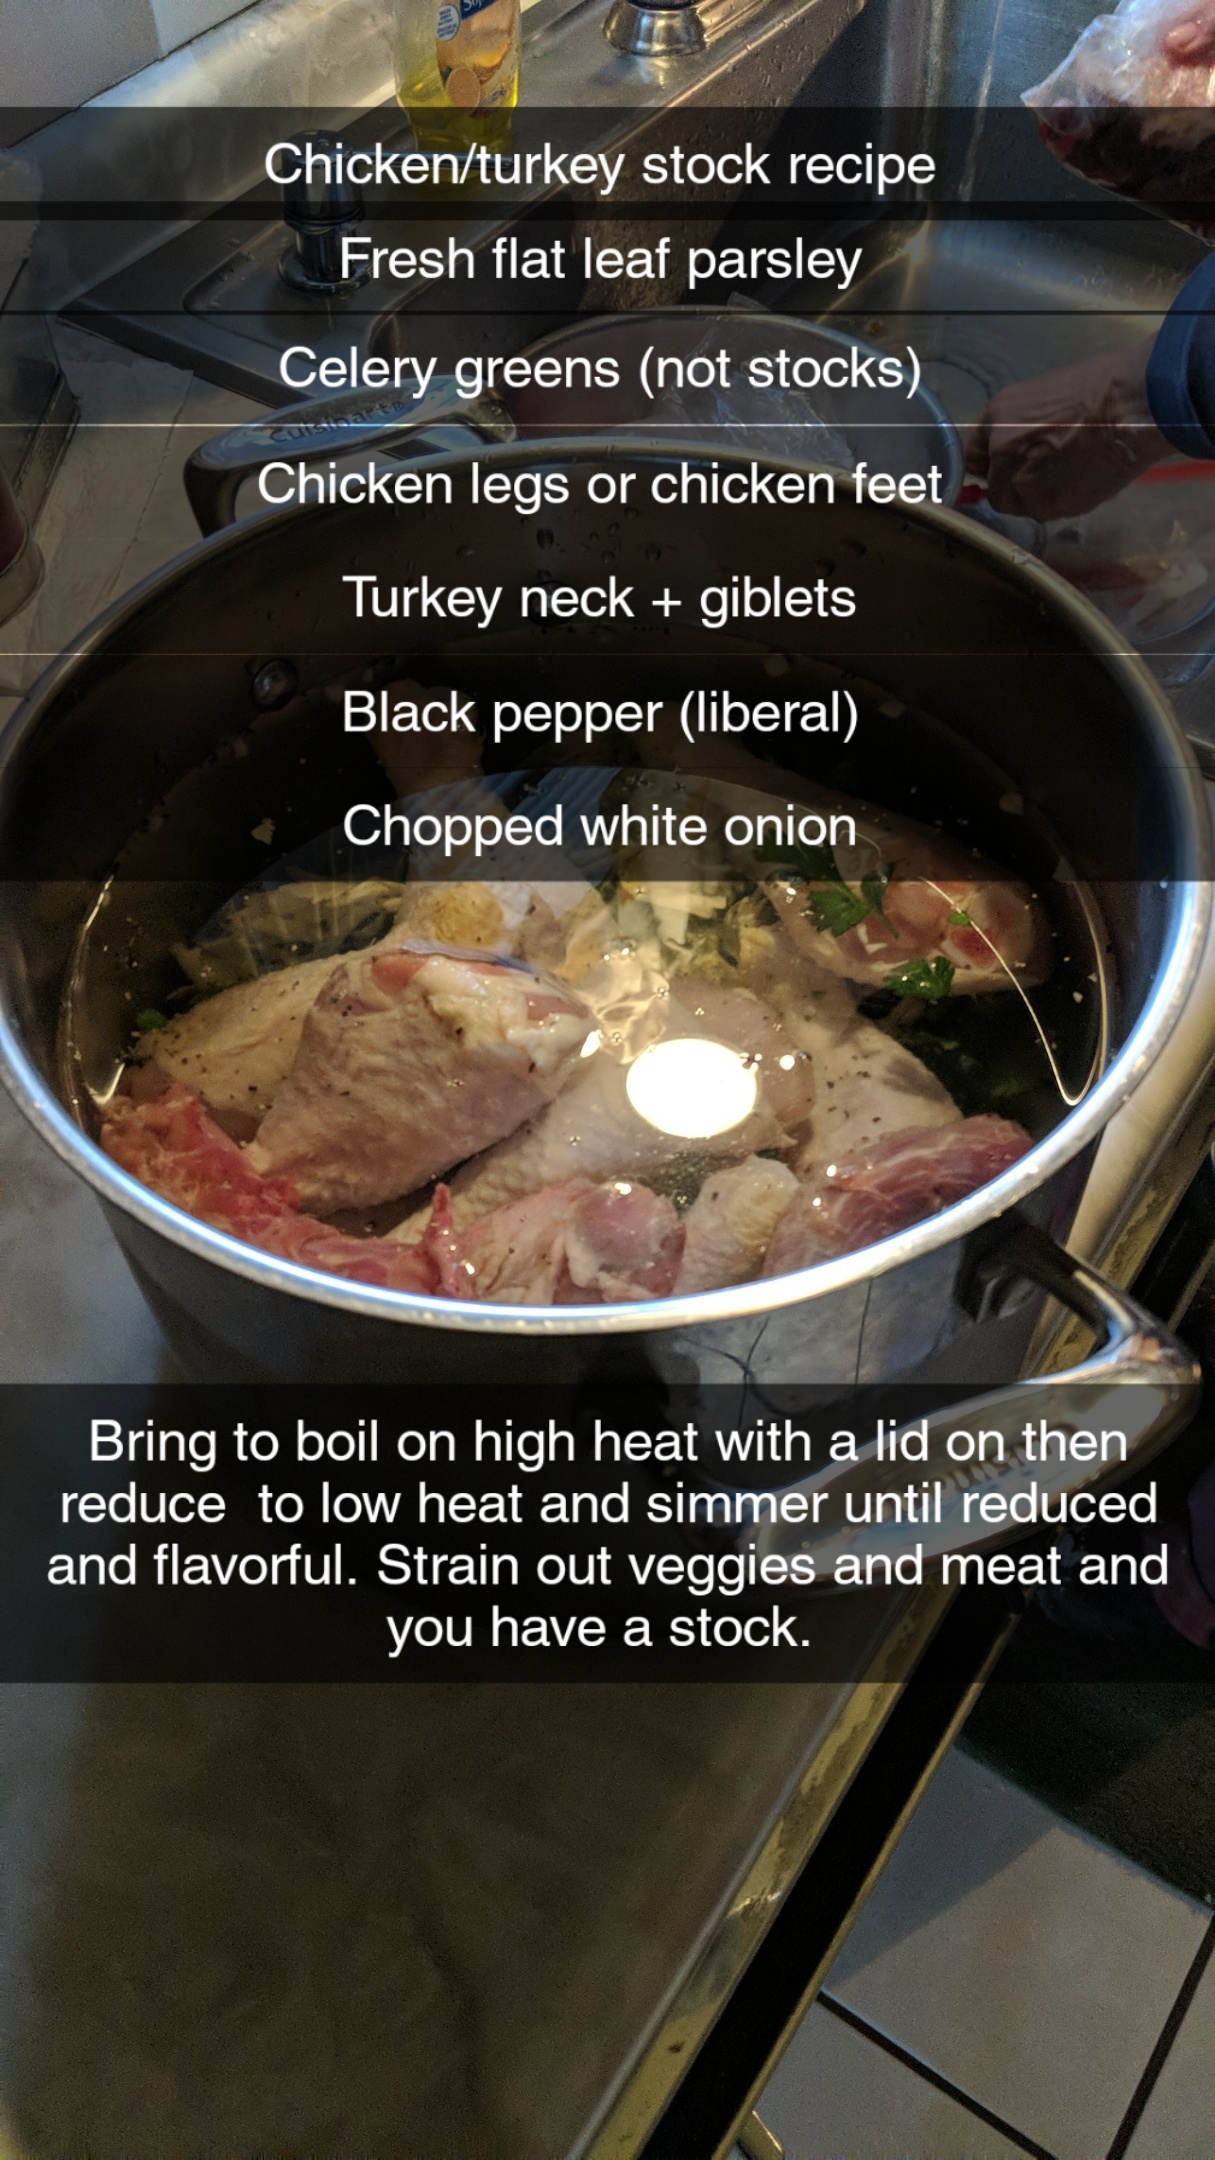 Chicken/turkey stock recipe
Fresh flat leaf parsley
Celery greens (not stocks)
Cuisinart®
Chicken legs or chicken feet
Turkey neck + giblets
Black pepper (liberal)
Chopped white onion
Bring to boil on high heat with a lid on then
reduce  to low heat and simmer until reduced
and flavorful. Strain out veggies and meat and
you have a stock.